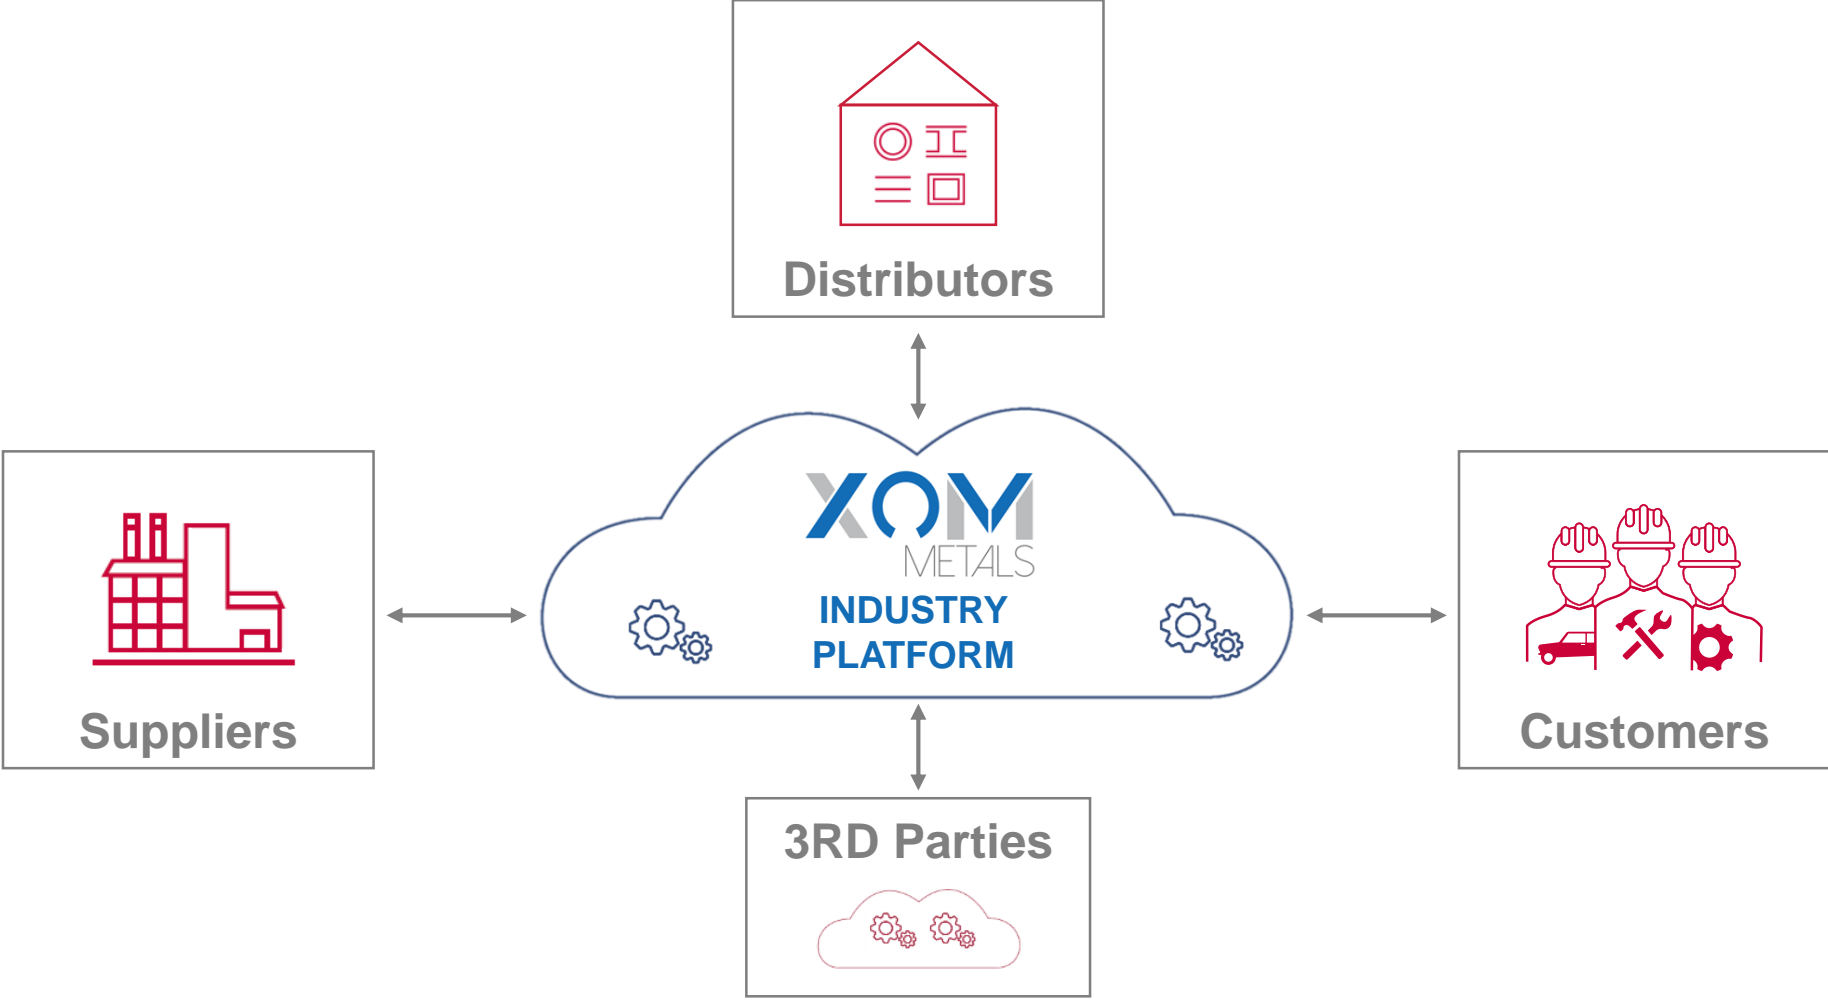 Distributors
XOM
METALS
INDUSTRY
PLATFORM
Suppliers
Customers
3RD Parties